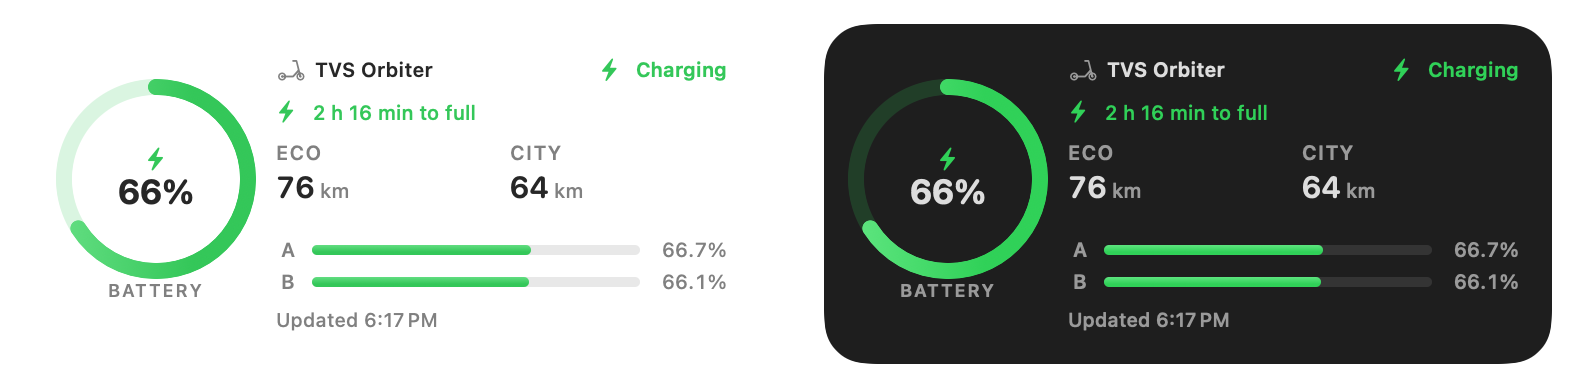 TVS Orbiter Charging
2 h 16 min to full
66%
BATTERY
ECO CITY
76 km 64 km
A 66.7%
B 66.1%
Updated 6:17 PM
TVS Orbiter Charging
2 h 16 min to full
66%
BATTERY
ECO CITY
76 km 64 km
A 66.7%
B 66.1%
Updated 6:17 PM